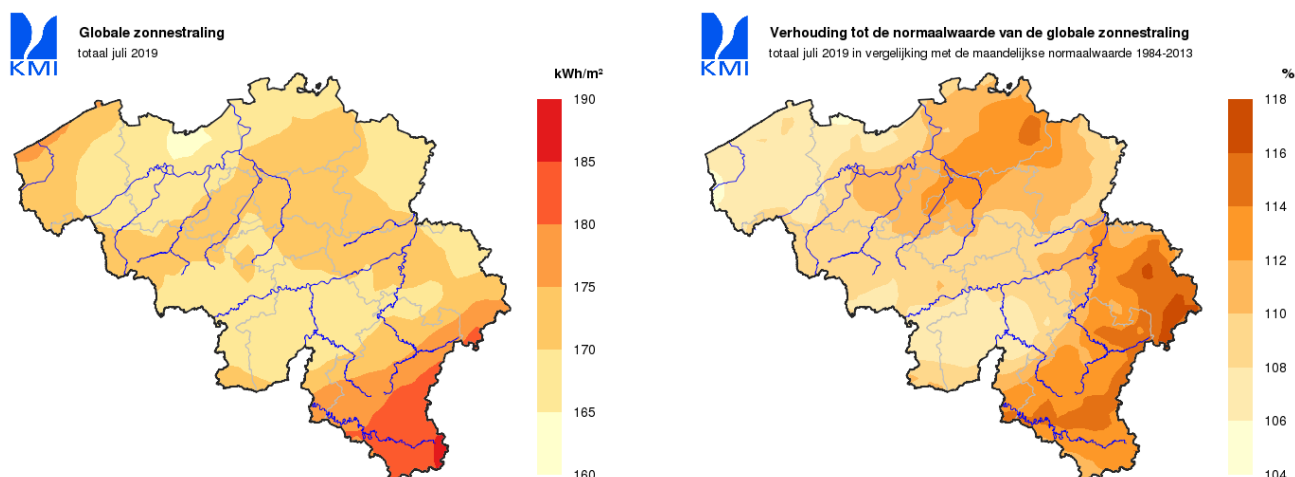 KMI
Globale zonnestraling
totaal juli 2019
kWh/m²
190
185
180
175
170
165
160
KMI
Verhouding tot de normaalwaarde van de globale zonnestraling
totaal juli 2019 in vergelijking met de maandelijkse normaalwaarde 1984-2013
%
118
116
114
112
110
108
106
104